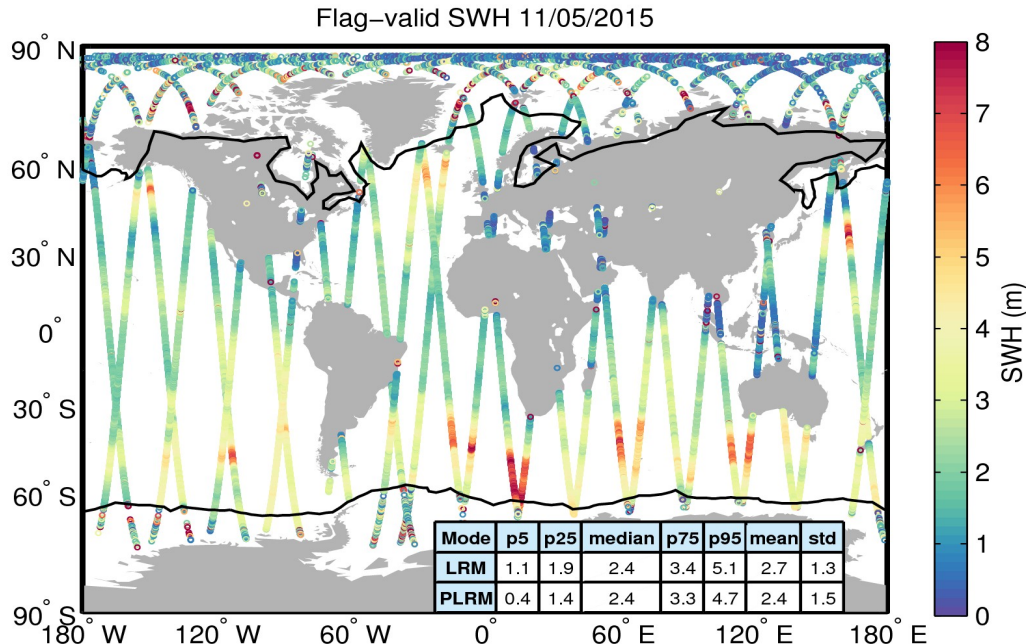 Flag−valid SWH 11/05/2015
90° N
60° N
30° N
0°
30° S
60° S
90° S
180° W 120° W 60° W 0° 60° E 120° E 180° E
Mode p5 p25 median p75 p95 mean std
LRM 1.1 1.9 2.4 3.4 5.1 2.7 1.3
PLRM 0.4 1.4 2.4 3.3 4.7 2.4 1.5
8
7
6
5
4
3
2
1
0
SWH (m)